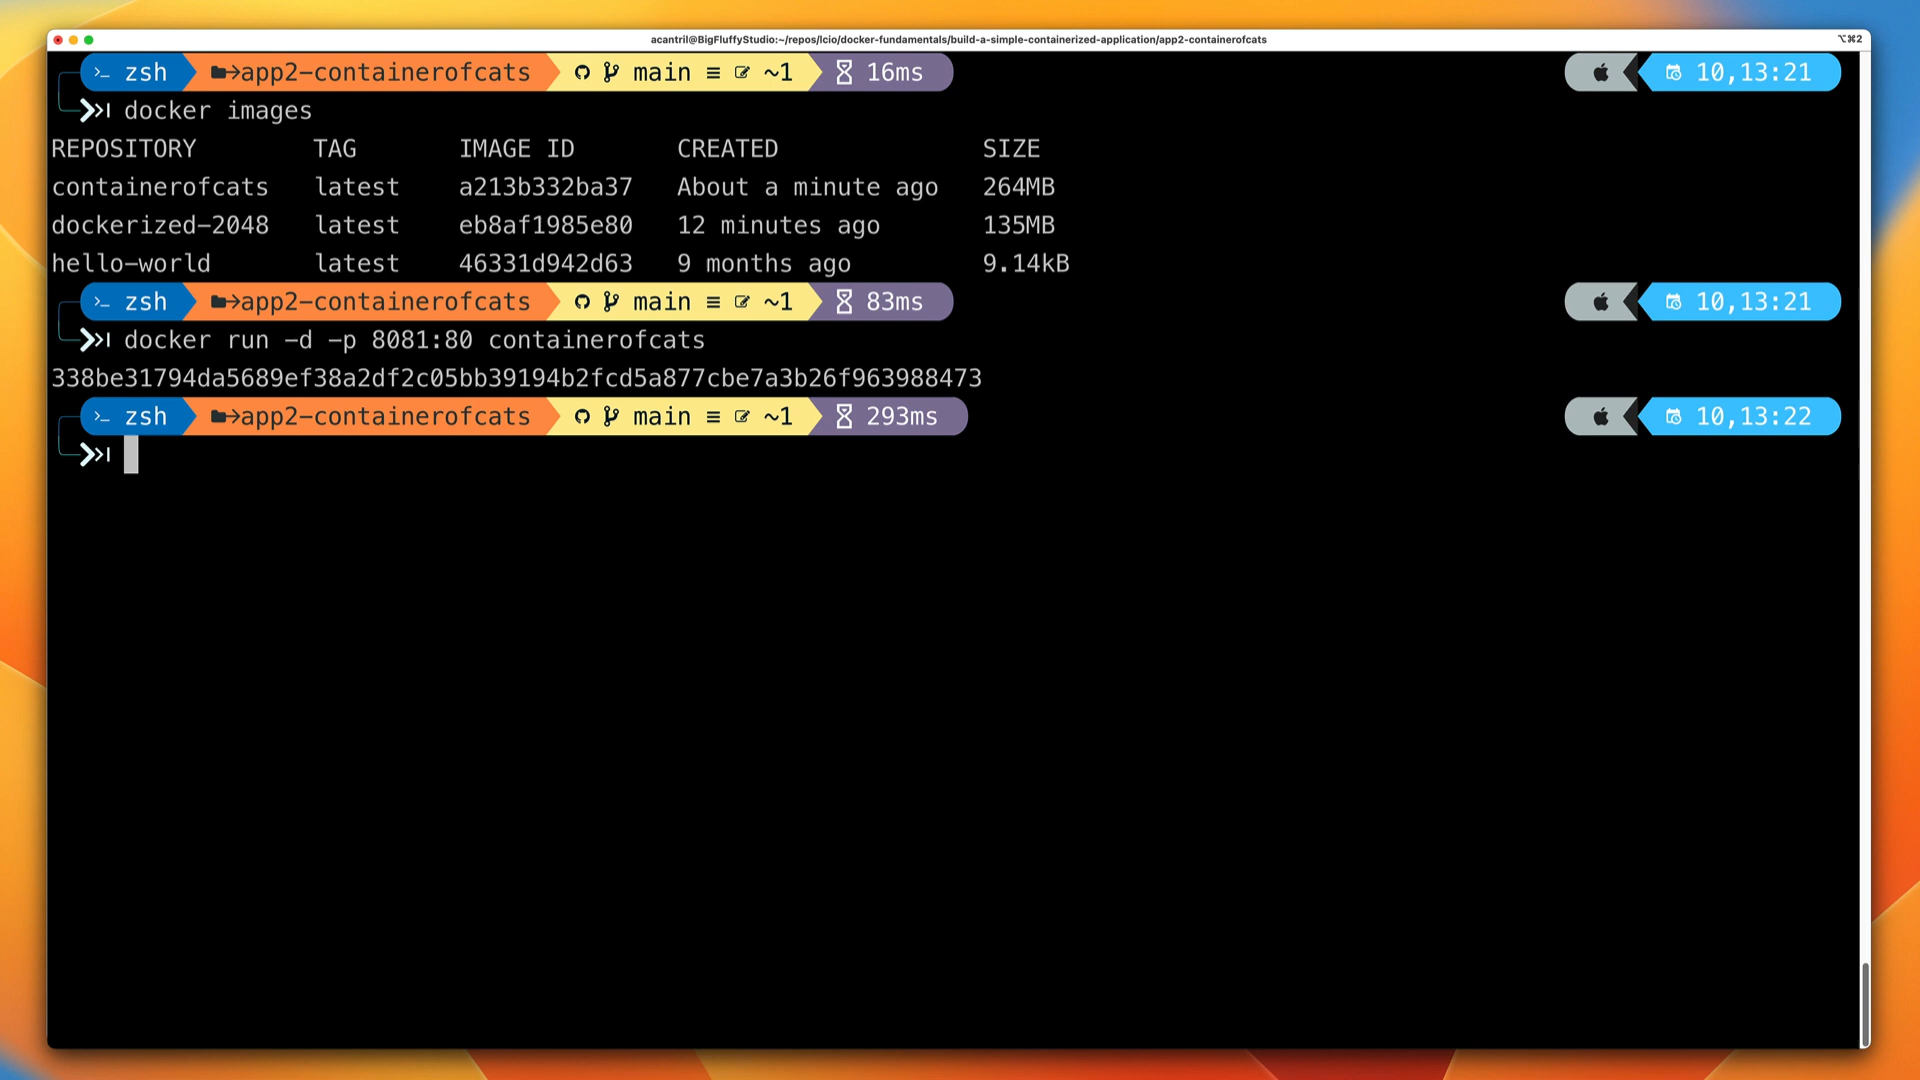 acantril@BigFluffyStudio:~/repos/lcio/docker-fundamentals/build-a-simple-containerized-application/app2-containerofcats ⌥⌘2
>_ zsh app2-containerofcats main ≡ ~1 16ms 10,13:21
docker images
REPOSITORY TAG IMAGE ID CREATED SIZE
containerofcats latest a213b332ba37 About a minute ago 264MB
dockerized-2048 latest eb8af1985e80 12 minutes ago 135MB
hello-world latest 46331d942d63 9 months ago 9.14kB
>_ zsh app2-containerofcats main ≡ ~1 83ms 10,13:21
docker run -d -p 8081:80 containerofcats
338be31794da5689ef38a2df2c05bb39194b2fcd5a877cbe7a3b26f963988473
>_ zsh app2-containerofcats main ≡ ~1 293ms 10,13:22